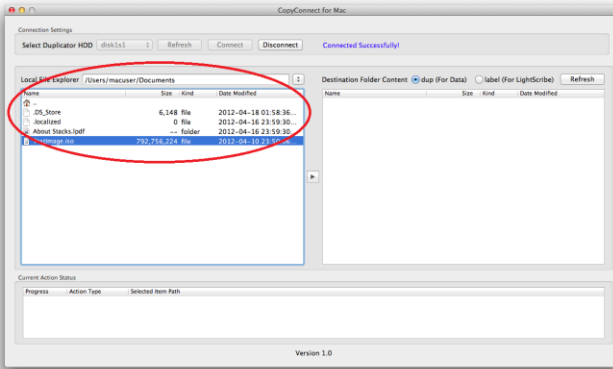 CopyConnect for Mac
Connection Settings
Select Duplicator HDD disk1s1 Refresh Connect Disconnect Connected Successfully!
Local File Explorer /Users/macuser/Documents Destination Folder Content dup (For Data) label (For LightScribe) Refresh
Name Size Kind Date Modified Name Size Kind Date Modified
..
.DS_Store 6,148 file 2012-04-18 01:58:36...
.localized 0 file 2012-04-16 23:59:30...
About Stacks.lpdf -- folder 2012-04-16 23:59:30...
792,756,224 file
Current Action Status
Progress Action Type Selected Item Path
Version 1.0